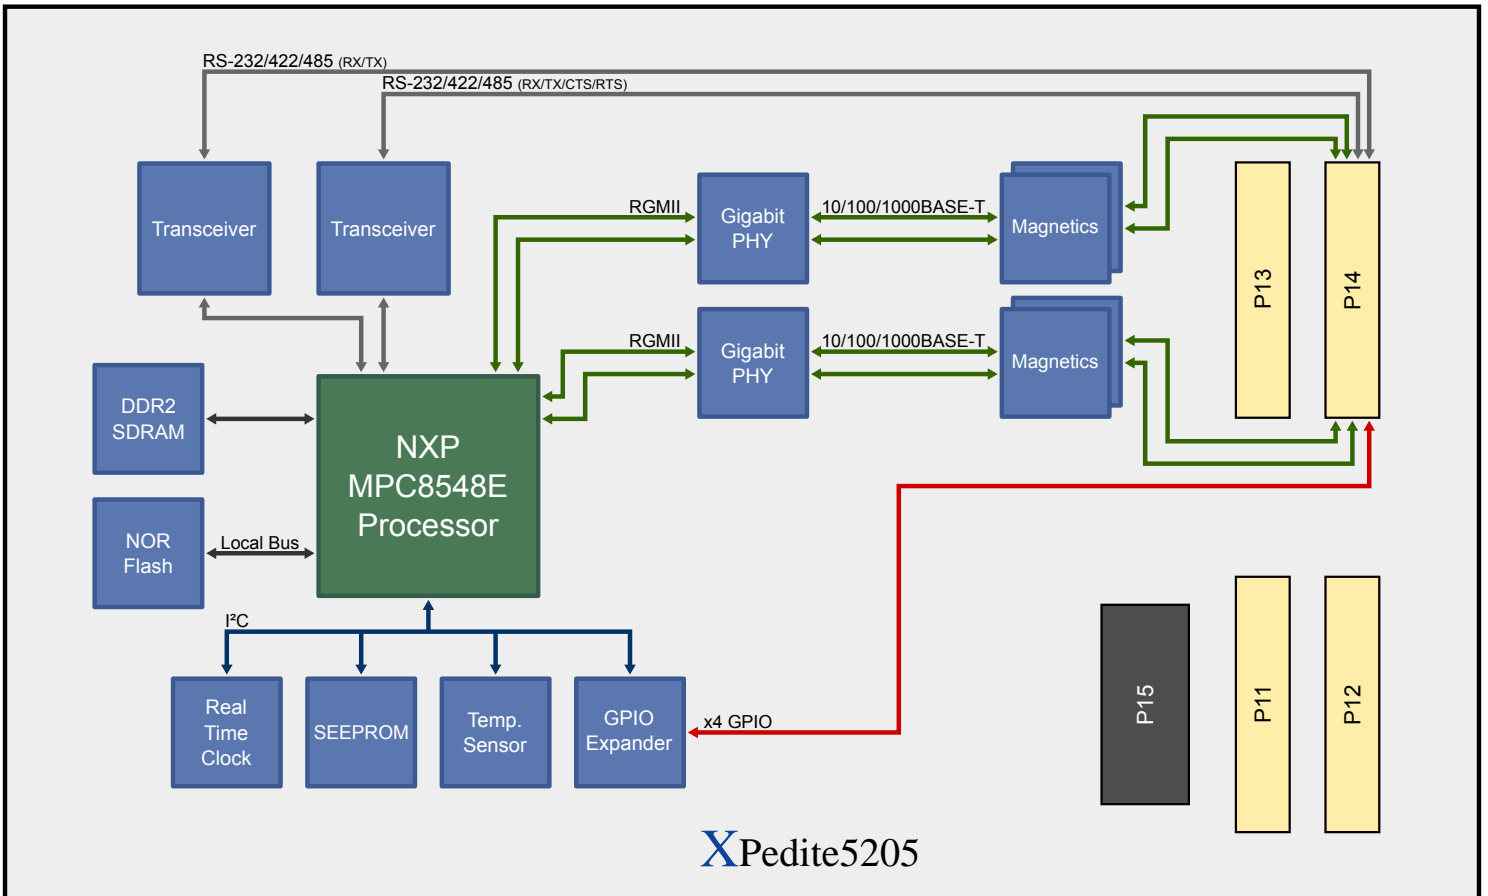 RS-232/422/485 (RX/TX)
RS-232/422/485 (RX/TX/CTS/RTS)
Transceiver
Transceiver
RGMII
Gigabit
PHY
10/100/1000BASE-T
Magnetics
P13
P14
RGMII
Gigabit
PHY
10/100/1000BASE-T
Magnetics
DDR2
SDRAM
NXP
MPC8548E
Processor
NOR
Flash
Local Bus
I²C
Real
Time
Clock
SEEPROM
Temp.
Sensor
GPIO
Expander
x4 GPIO
P15
P11
P12
XPedite5205